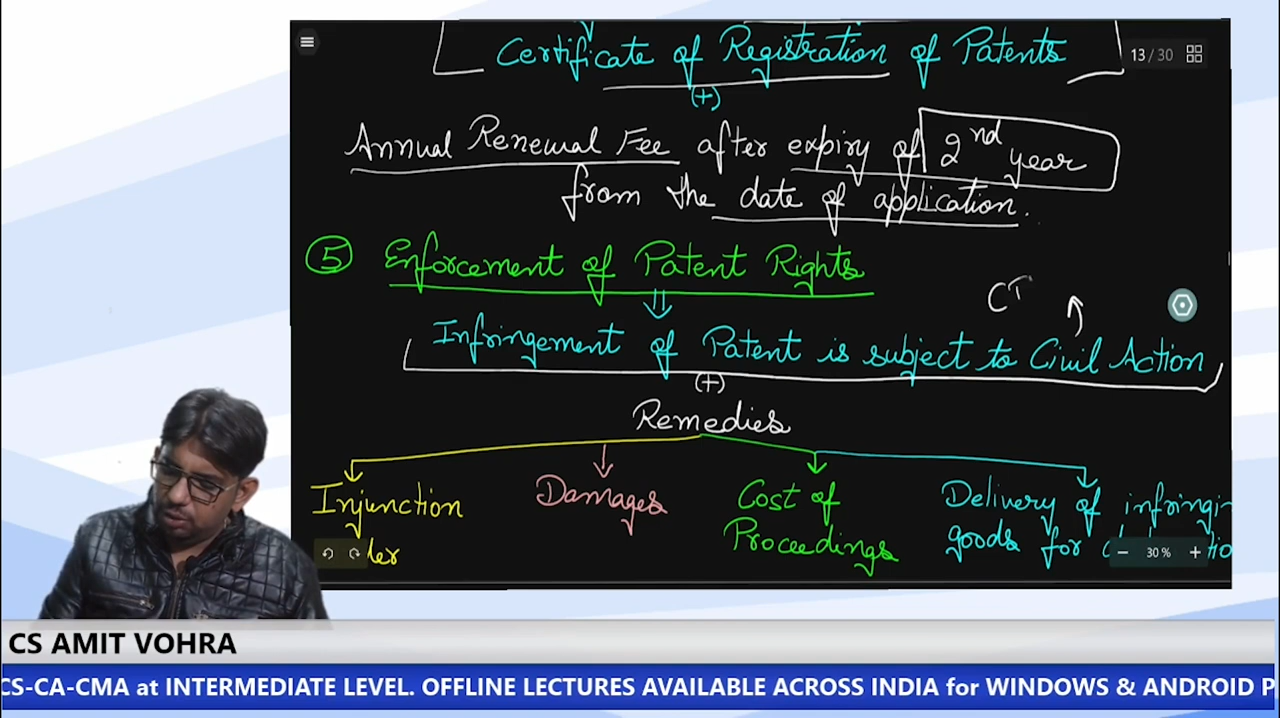 Certificate of Registration of Patents
13/30
(+)
Annual Renewal Fee after expiry of 2nd year
from the date of application.
5 Enforcement of Patent Rights
CT
Infringement of Patent is subject to Civil Action
(+)
Remedies
Injunction Damages Cost of Delivery of infringin
Proceedings goods for
30%
CS AMIT VOHRA
CS-CA-CMA at INTERMEDIATE LEVEL. OFFLINE LECTURES AVAILABLE ACROSS INDIA for WINDOWS & ANDROID P